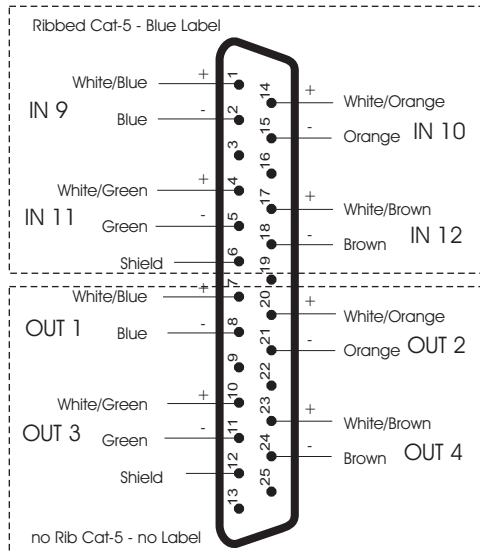 Ribbed Cat-5 - Blue Label
White/Blue + 1
14 + White/Orange
IN 9
Blue - 2
15 - Orange IN 10
3
16
White/Green + 4
17 + White/Brown
IN 11
Green - 5
18 - Brown IN 12
Shield 6
19
White/Blue + 7
20 + White/Orange
OUT 1
Blue - 8
21 - Orange OUT 2
9
22
White/Green + 10
23 + White/Brown
OUT 3
Green - 11
24 - Brown OUT 4
Shield 12
25
13
no Rib Cat-5 - no Label